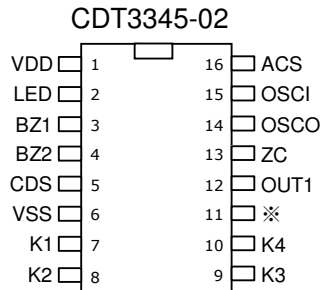 CDT3345-02
VDD 1 16 ACS
LED 2 15 OSCI
BZ1 3 14 OSCO
BZ2 4 13 ZC
CDS 5 12 OUT1
VSS 6 11 ※
K1 7 10 K4
K2 8 9 K3